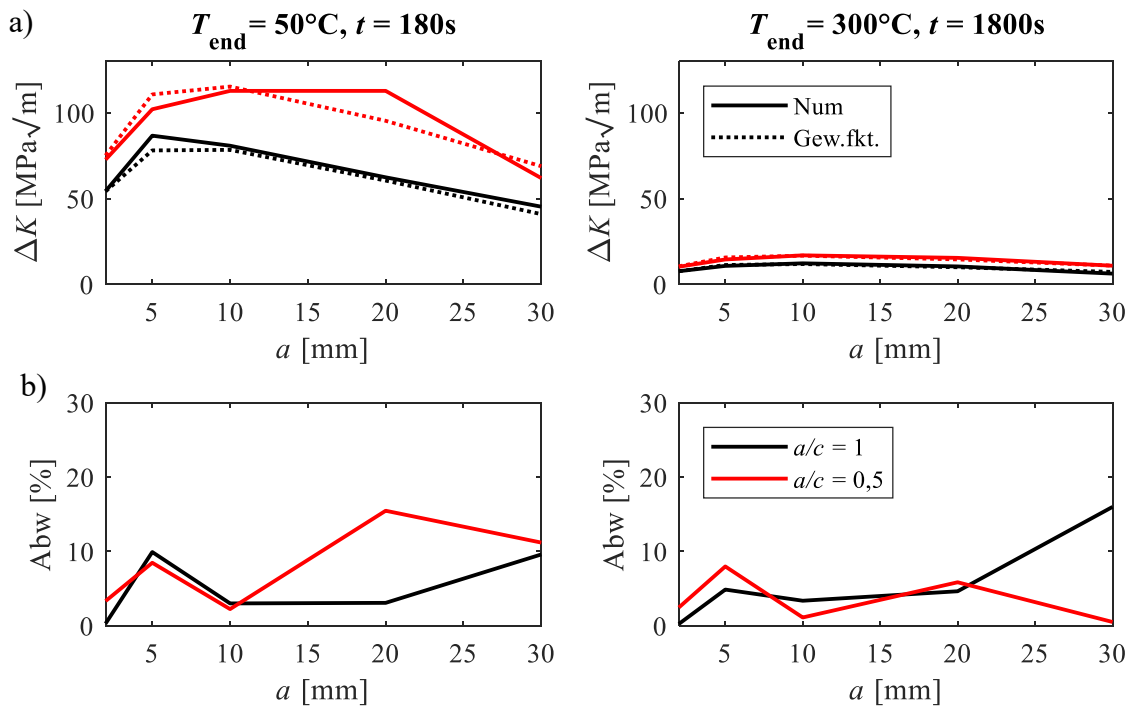 a)
T_end = 50°C, t = 180s
T_end = 300°C, t = 1800s
ΔK [MPa√m]
100
50
0
5 10 15 20 25 30
a [mm]
ΔK [MPa√m]
100
50
0
Num
Gew.fkt.
5 10 15 20 25 30
a [mm]
b)
Abw [%]
30
20
10
0
5 10 15 20 25 30
a [mm]
Abw [%]
30
20
10
0
a/c = 1
a/c = 0,5
5 10 15 20 25 30
a [mm]